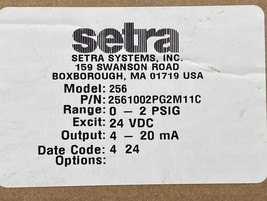 setra
SETRA SYSTEMS, INC.
159 SWANSON ROAD
BOXBOROUGH, MA 01719 USA
Model: 256
P/N: 2561002PG2M11C
Range: 0 – 2 PSIG
Excit: 24 VDC
Output: 4 – 20 mA
Date Code: 4 24
Options: